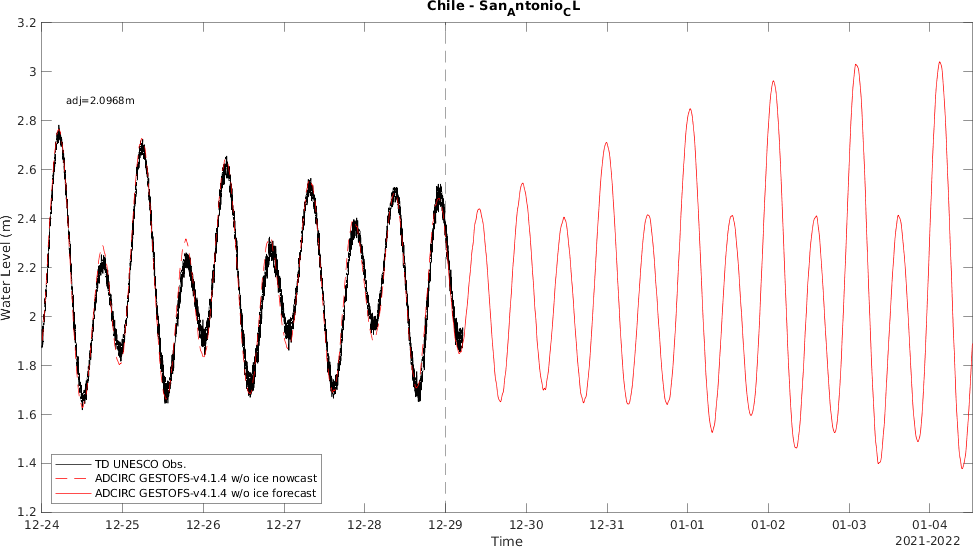 Chile - SanAntonioCL
3.2
3
2.8
2.6
2.4
2.2
2
1.8
1.6
1.4
1.2
Water Level (m)
adj=2.0968m
TD UNESCO Obs.
ADCIRC GESTOFS-v4.1.4 w/o ice nowcast
ADCIRC GESTOFS-v4.1.4 w/o ice forecast
12-24 12-25 12-26 12-27 12-28 12-29 12-30 12-31 01-01 01-02 01-03 01-04
Time
2021-2022